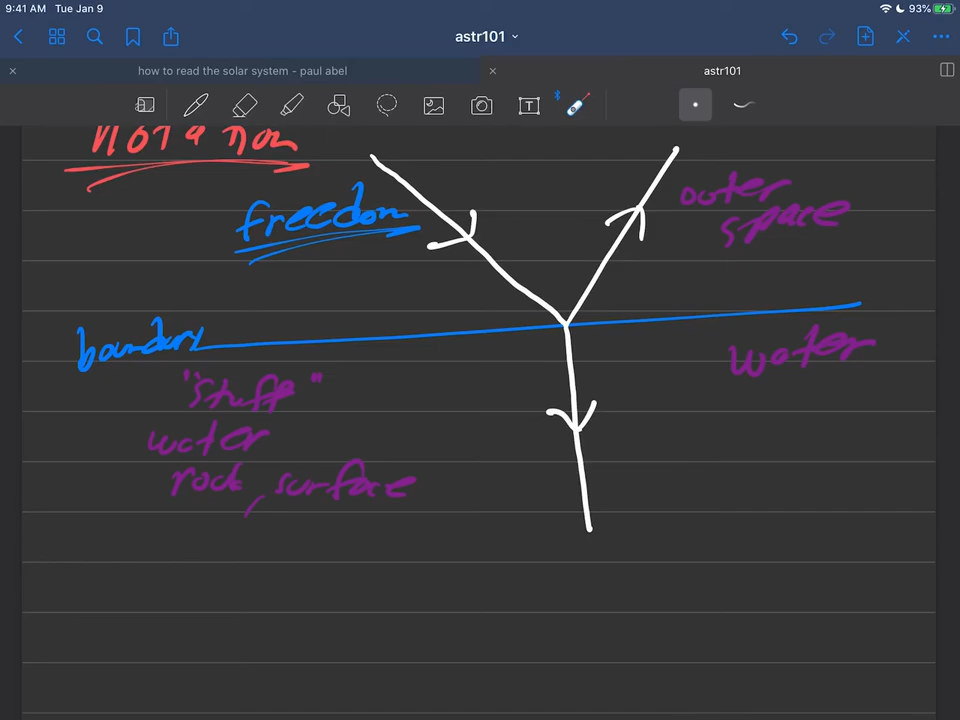 9:41 AM Tue Jan 9
93%
astr101
how to read the solar system - paul abel
astr101
T
freedom
outer
space
boundary
water
"stuff"
water
rock, surface